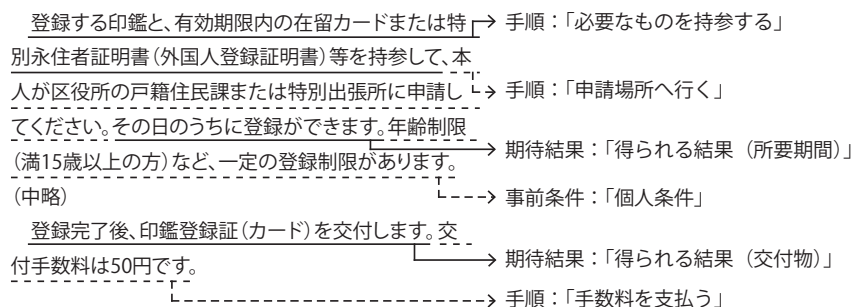 登録する印鑑と、有効期限内の在留カードまたは特
手順：「必要なものを持参する」
別永住者証明書（外国人登録証明書）等を持参して、本
人が区役所の戸籍住民課または特別出張所に申請し
手順：「申請場所へ行く」
てください。その日のうちに登録ができます。年齢制限
（満15歳以上の方）など、一定の登録制限があります。
期待結果：「得られる結果（所要期間）」
（中略）
事前条件：「個人条件」
登録完了後、印鑑登録証（カード）を交付します。交
付手数料は50円です。
期待結果：「得られる結果（交付物）」
手順：「手数料を支払う」